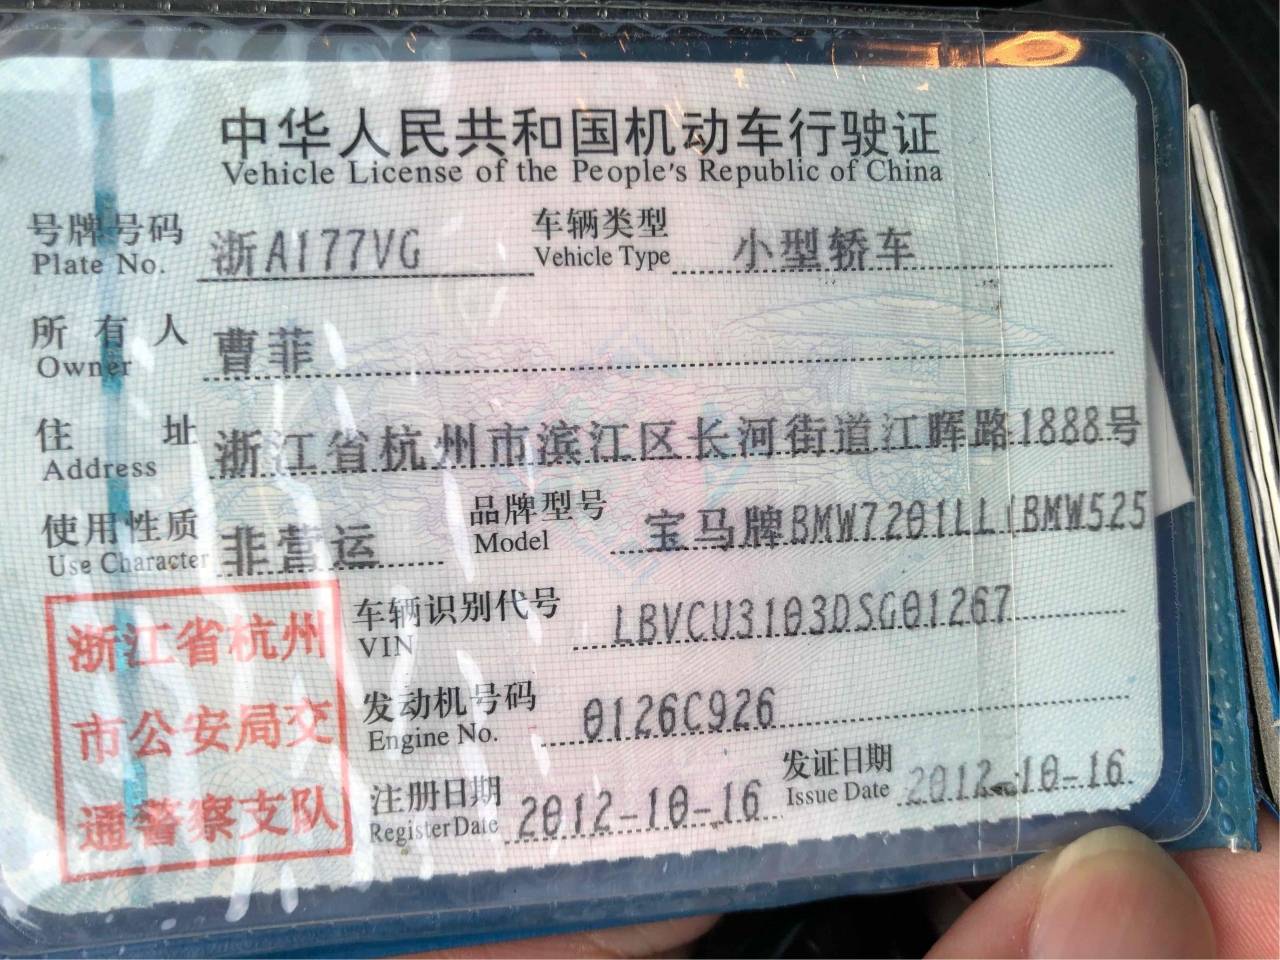 中华人民共和国机动车行驶证
Vehicle License of the People's Republic of China
号牌号码 浙A177VG 车辆类型 小型轿车
Plate No. Vehicle Type
所有人 曹菲
Owner
住址 浙江省杭州市滨江区长河街道江晖路1888号
Address
使用性质 非营运 品牌型号 宝马牌BMW7201LL(BMW525
Use Character Model
车辆识别代号 LBVCU3103DSG01267
VIN
发动机号码 0126C926
Engine No.
注册日期 2012-10-16 发证日期 2012-10-16
Register Date Issue Date
浙江省杭州
市公安局交
通警察支队